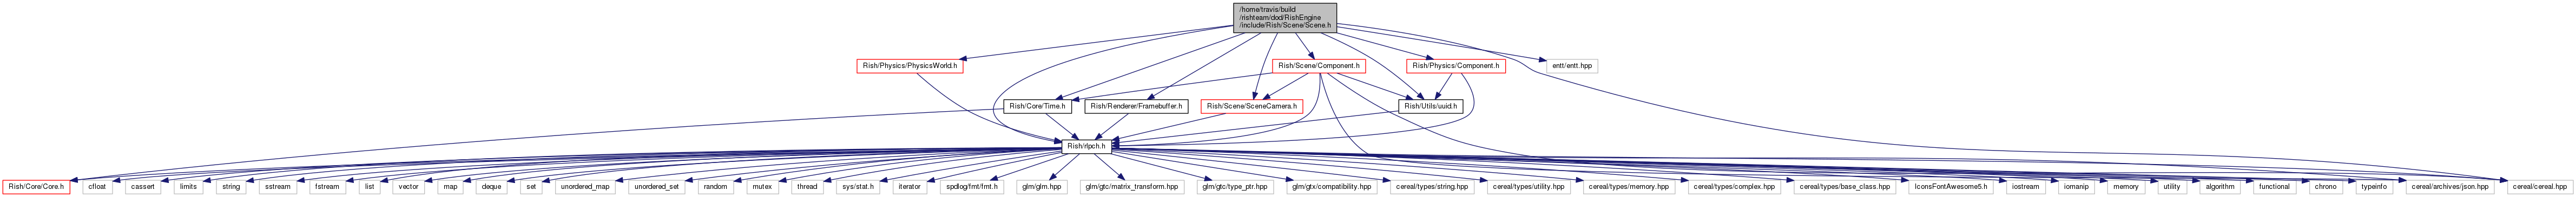 /home/travis/build
/rishteam/dod/RishEngine
/include/Rish/Scene/Scene.h
Rish/Physics/PhysicsWorld.h
Rish/Scene/Component.h
Rish/Physics/Component.h
entt/entt.hpp
Rish/Core/Time.h
Rish/Renderer/Framebuffer.h
Rish/Scene/SceneCamera.h
Rish/Utils/uuid.h
Rish/rlpch.h
Rish/Core/Core.h
cfloat
cassert
limits
string
sstream
fstream
list
vector
map
deque
set
unordered_map
unordered_set
random
mutex
thread
sys/stat.h
iterator
spdlog/fmt/fmt.h
glm/glm.hpp
glm/gtc/matrix_transform.hpp
glm/gtc/type_ptr.hpp
glm/gtx/compatibility.hpp
cereal/types/string.hpp
cereal/types/utility.hpp
cereal/types/memory.hpp
cereal/types/complex.hpp
cereal/types/base_class.hpp
IconsFontAwesome5.h
iostream
iomanip
memory
utility
algorithm
functional
chrono
typeinfo
cereal/archives/json.hpp
cereal/cereal.hpp